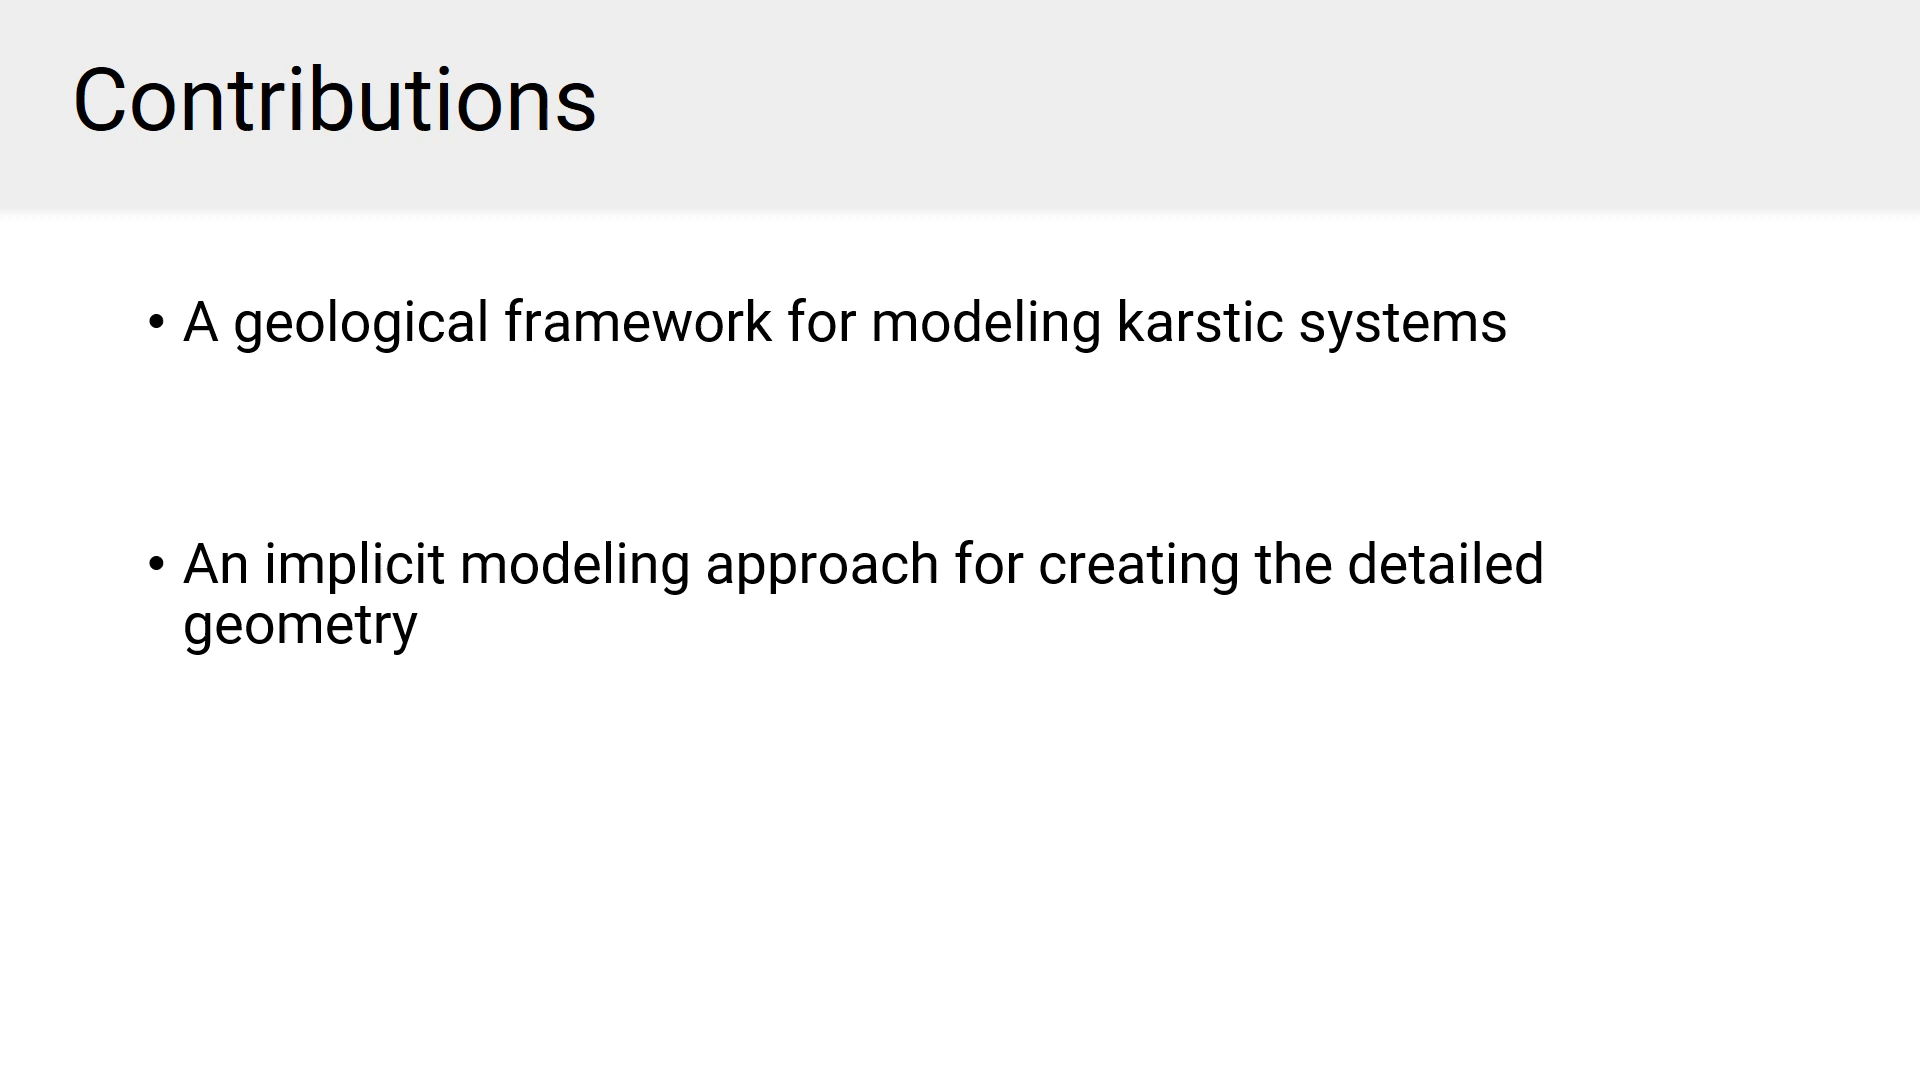 Contributions
• A geological framework for modeling karstic systems
• An implicit modeling approach for creating the detailed
geometry